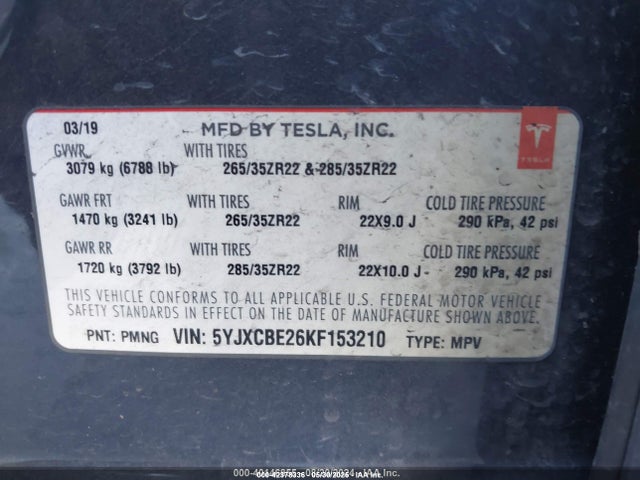 03/19 MFD BY TESLA, INC.
TESLA
GVWR WITH TIRES
3079 kg (6788 lb) 265/35ZR22 & 285/35ZR22
GAWR FRT WITH TIRES RIM COLD TIRE PRESSURE
1470 kg (3241 lb) 265/35ZR22 22X9.0 J 290 kPa, 42 psi
GAWR RR WITH TIRES RIM COLD TIRE PRESSURE
1720 kg (3792 lb) 285/35ZR22 22X10.0 J - 290 kPa, 42 psi
THIS VEHICLE CONFORMS TO ALL APPLICABLE U.S. FEDERAL MOTOR VEHICLE
SAFETY STANDARDS IN EFFECT ON THE DATE OF MANUFACTURE SHOWN ABOVE.
PNT: PMNG VIN: 5YJXCBE26KF153210 TYPE: MPV